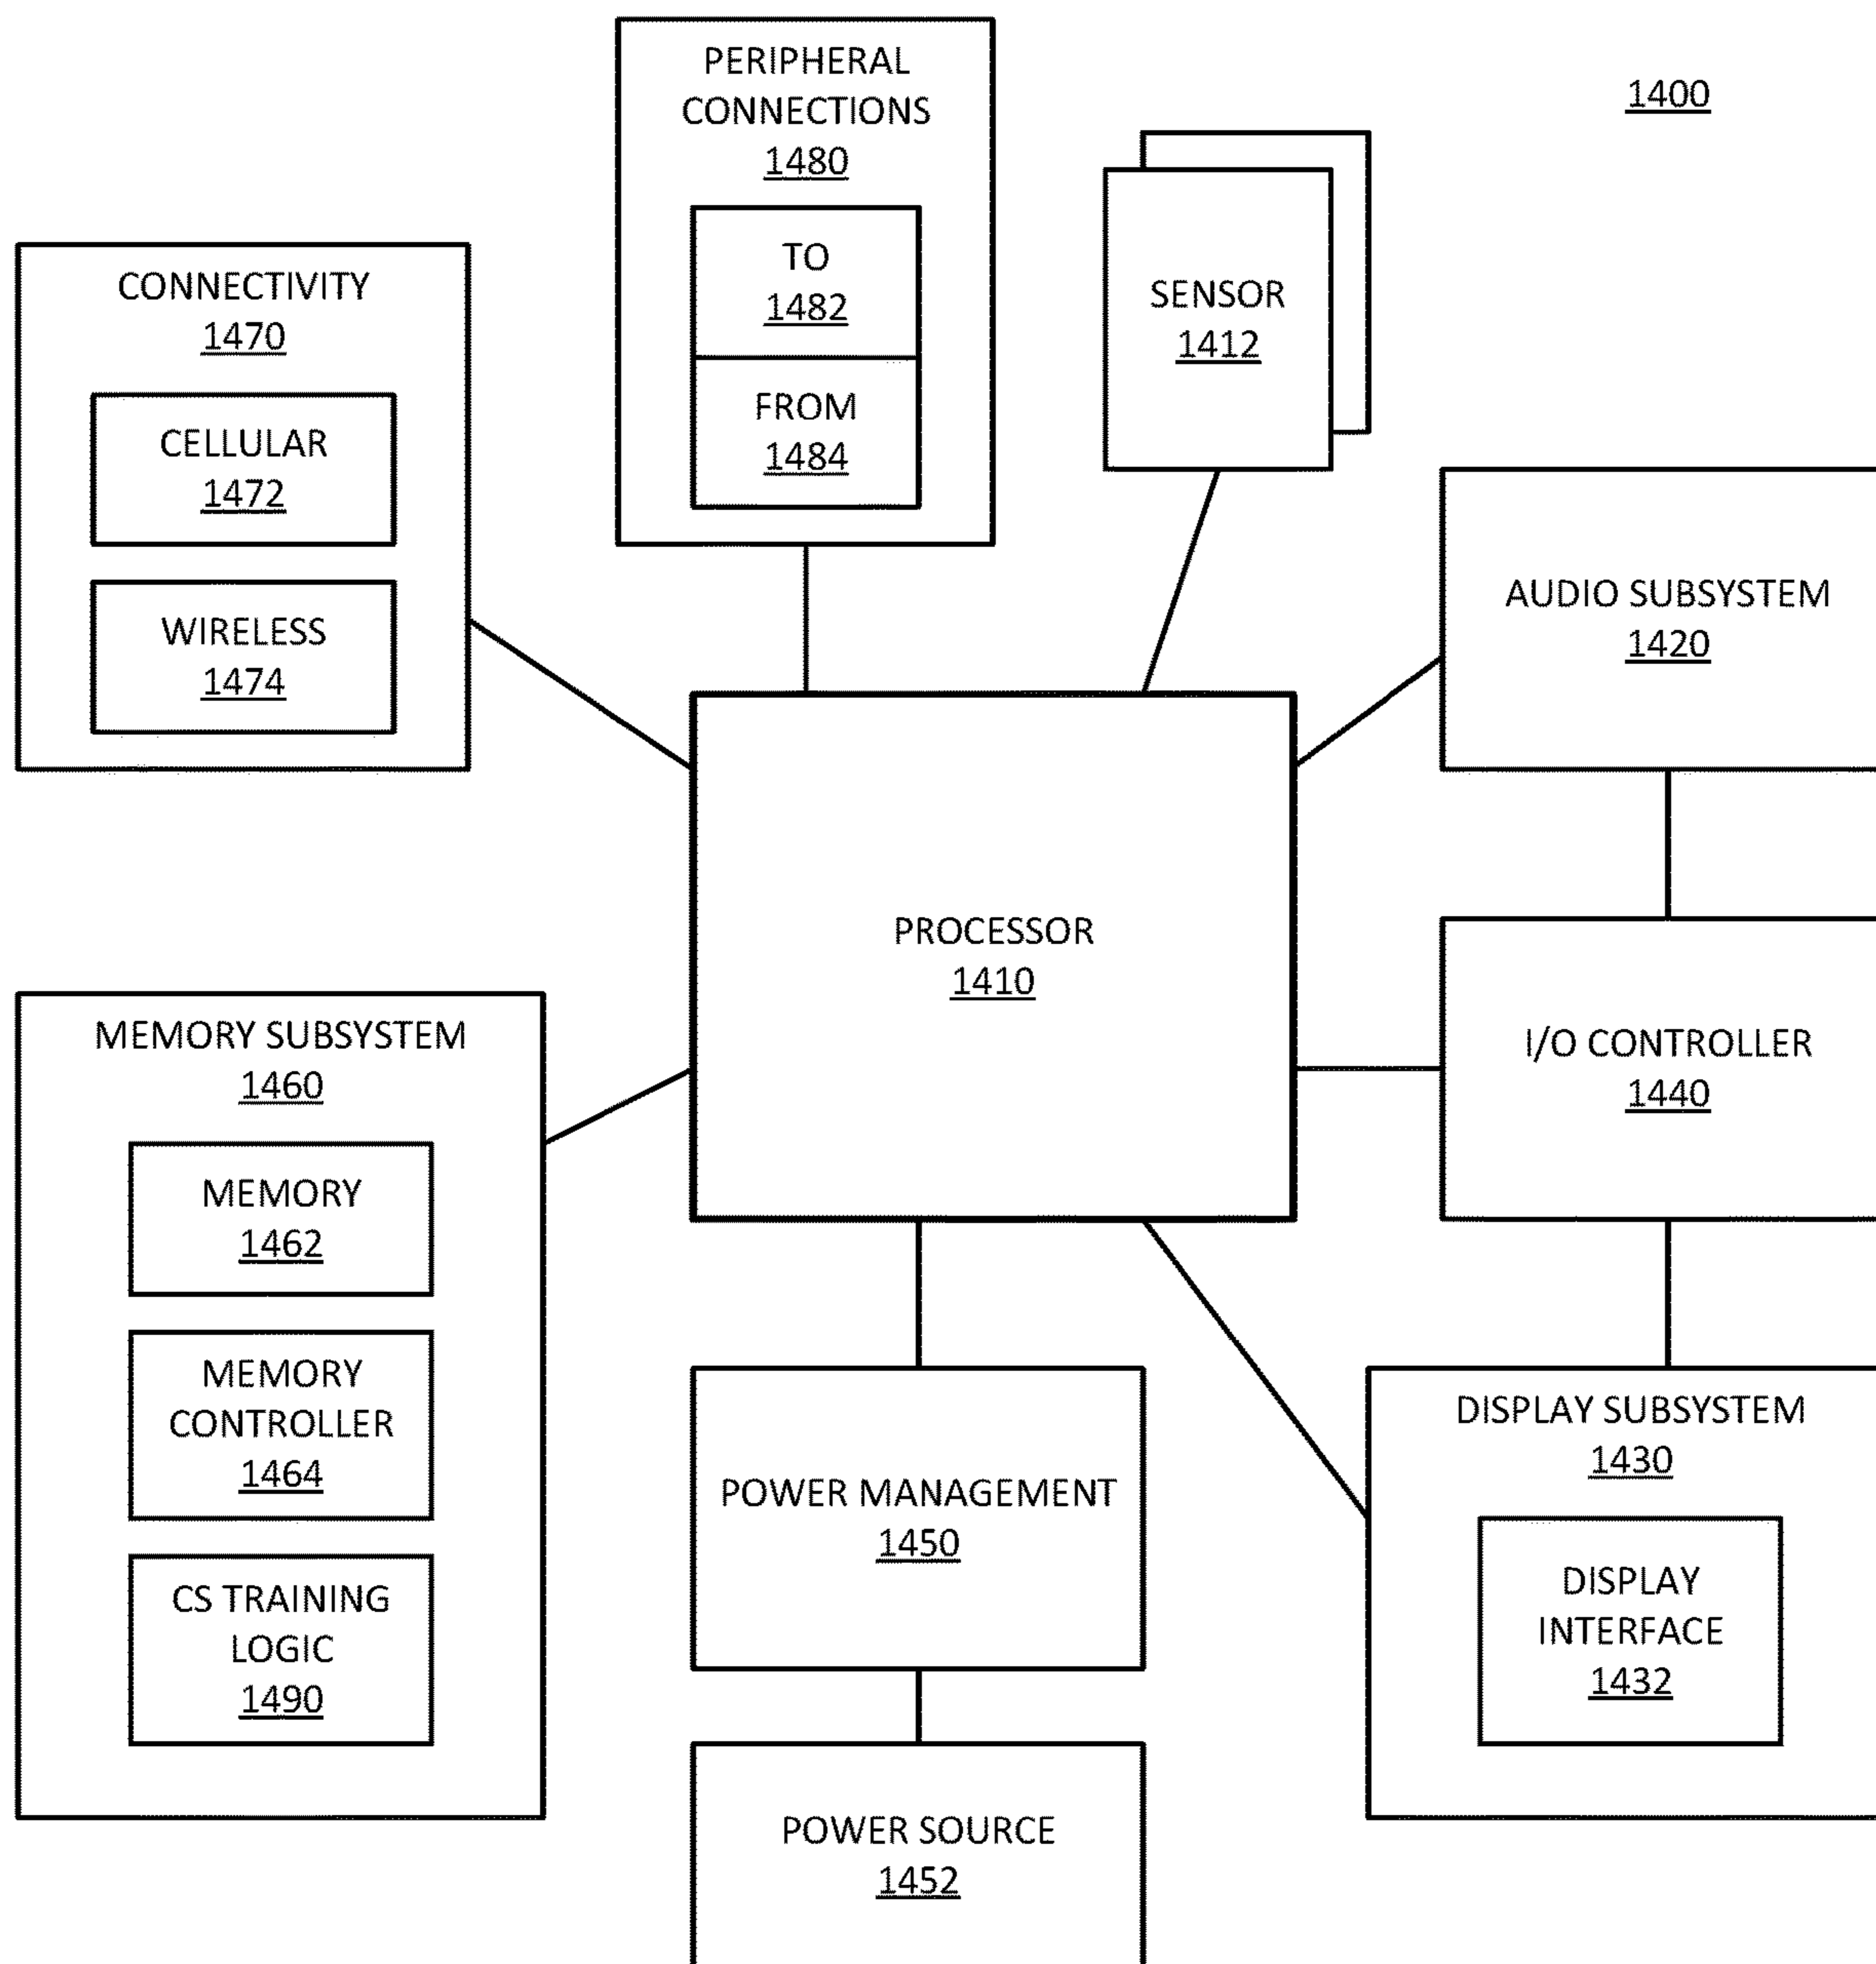 PERIPHERAL
CONNECTIONS
1480
TO
1482
FROM
1484
1400
SENSOR
1412
CONNECTIVITY
1470
CELLULAR
1472
WIRELESS
1474
AUDIO SUBSYSTEM
1420
PROCESSOR
1410
I/O CONTROLLER
1440
MEMORY SUBSYSTEM
1460
MEMORY
1462
MEMORY
CONTROLLER
1464
CS TRAINING
LOGIC
1490
POWER MANAGEMENT
1450
POWER SOURCE
1452
DISPLAY SUBSYSTEM
1430
DISPLAY
INTERFACE
1432